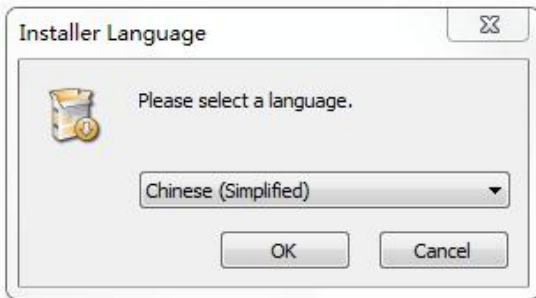 Installer Language
Please select a language.
Chinese (Simplified)
OK Cancel